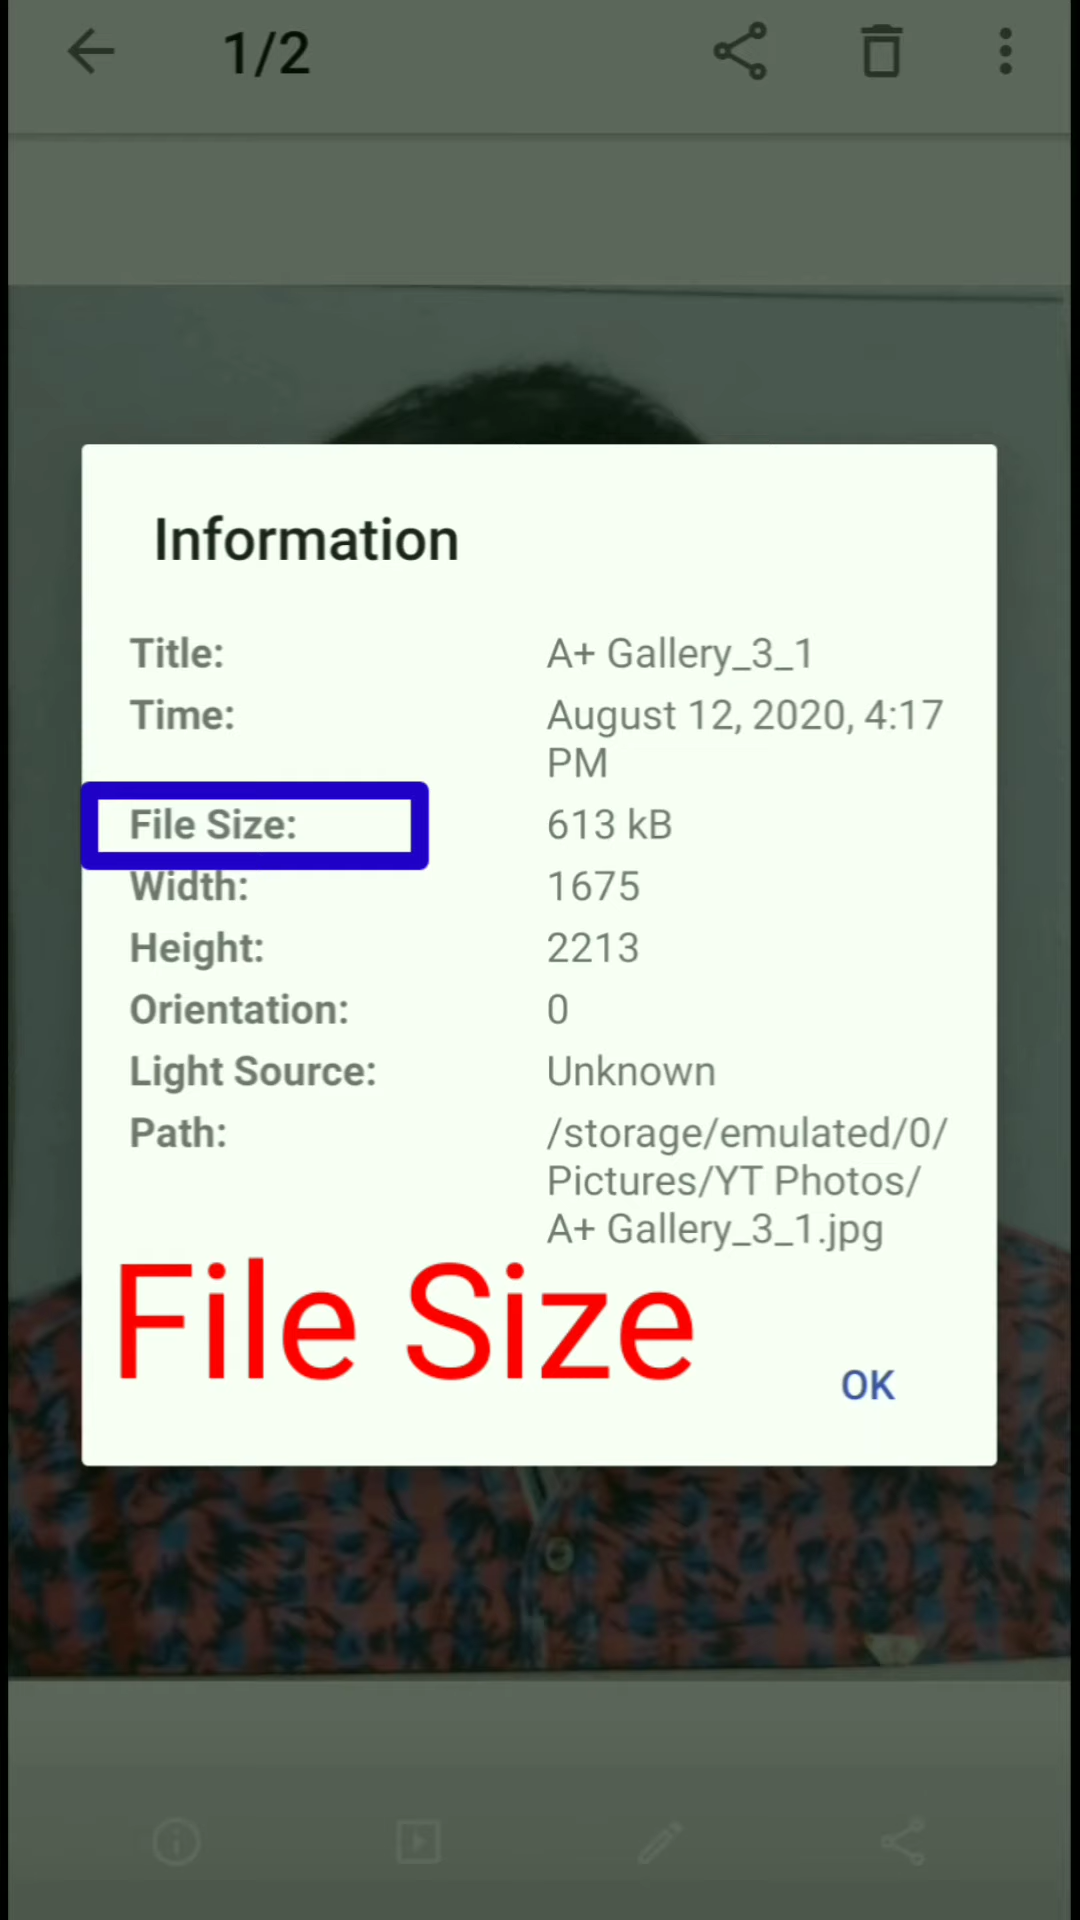 1/2
Information
Title: A+ Gallery_3_1
Time: August 12, 2020, 4:17
PM
File Size: 613 kB
Width: 1675
Height: 2213
Orientation: 0
Light Source: Unknown
Path: /storage/emulated/0/
Pictures/YT Photos/
A+ Gallery_3_1.jpg
File Size
OK